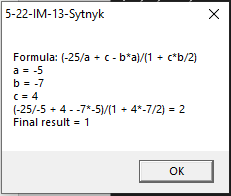 5-22-IM-13-Sytnyk
Formula: (-25/a + c - b*a)/(1 + c*b/2)
a = -5
b = -7
c = 4
(-25/-5 + 4 - -7*-5)/(1 + 4*-7/2) = 2
Final result = 1
OK